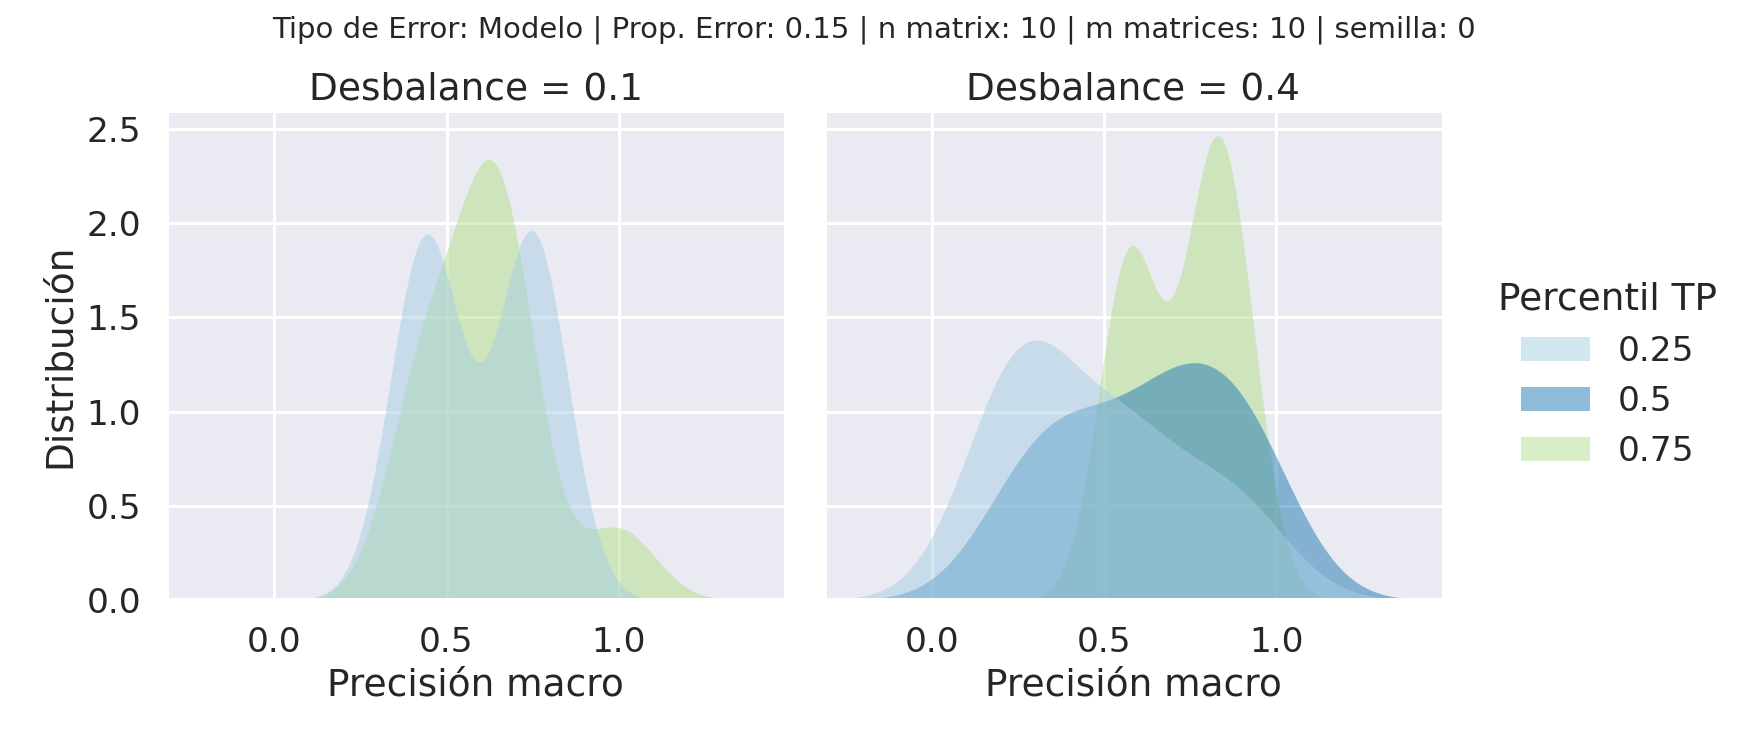 Tipo de Error: Modelo | Prop. Error: 0.15 | n matrix: 10 | m matrices: 10 | semilla: 0
Desbalance = 0.1
Desbalance = 0.4
2.5
2.0
1.5
1.0
0.5
0.0
Distribución
0.0 0.5 1.0
Precisión macro
0.0 0.5 1.0
Precisión macro
Percentil TP
0.25
0.5
0.75